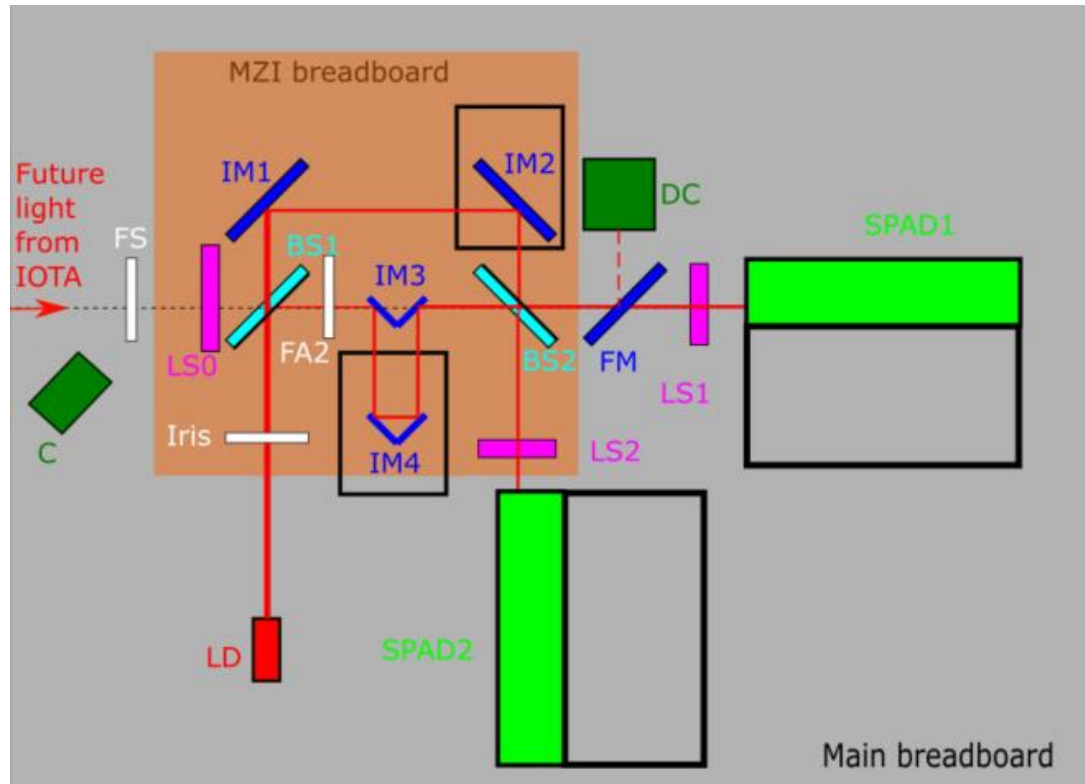 MZI breadboard
Future
light
from
IOTA
FS
IM1
IM2
DC
SPAD1
BS1
IM3
LS0
FA2
BS2
FM
LS1
C
Iris
IM4
LS2
LD
SPAD2
Main breadboard